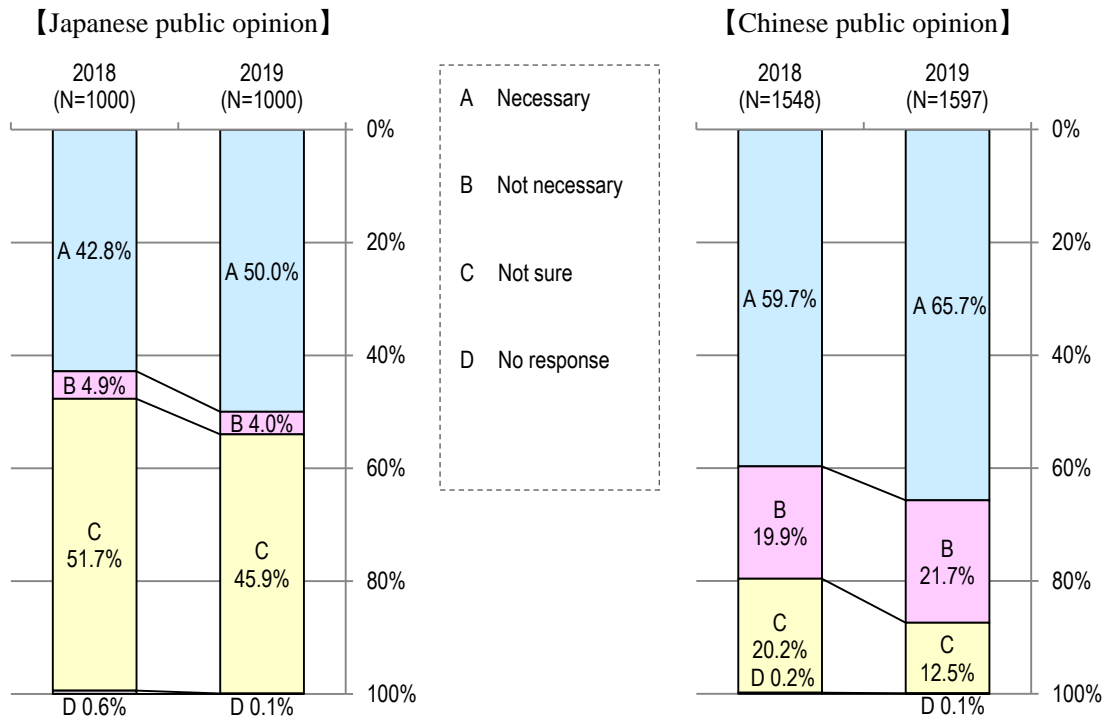 【Japanese public opinion】
2018
(N=1000)
2019
(N=1000)
0%
20%
40%
60%
80%
100%
A 42.8%
B 4.9%
C
51.7%
D 0.6%
A 50.0%
B 4.0%
C
45.9%
D 0.1%
A Necessary
B Not necessary
C Not sure
D No response
【Chinese public opinion】
2018
(N=1548)
2019
(N=1597)
0%
20%
40%
60%
80%
100%
A 59.7%
B
19.9%
C
20.2%
D 0.2%
A 65.7%
B
21.7%
C
12.5%
D 0.1%